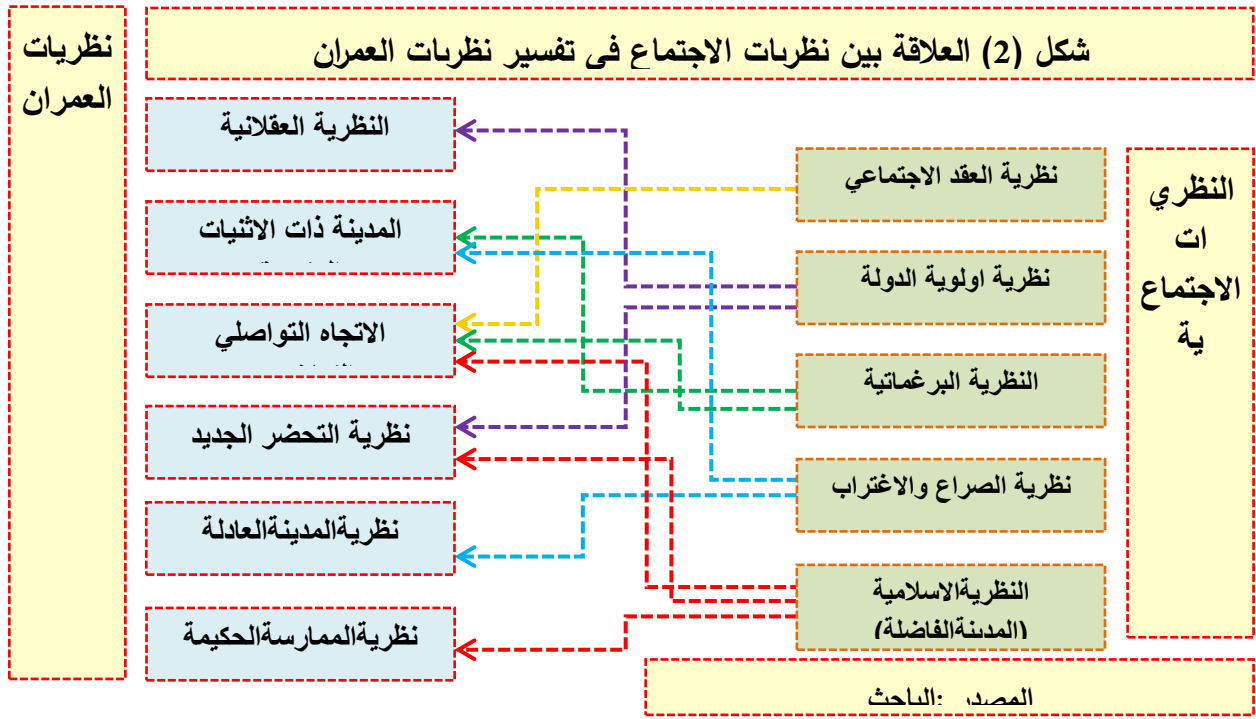 شكل (2) العلاقة بين نظريات الاجتماع في تفسير نظريات العمران
النظري
ات
الاجتماع
ية
نظرية العقد الاجتماعي
نظرية اولوية الدولة
النظرية البرغماتية
نظرية الصراع والاغتراب
النظريةالاسلامية
(المدينةالفاضلة)
نظريات
العمران
النظرية العقلانية
المدينة ذات الاثنيات
الاتجاه التواصلي
نظرية التحضر الجديد
نظريةالمدينةالعادلة
نظريةالممارسةالحكيمة
المصدر :الباحث